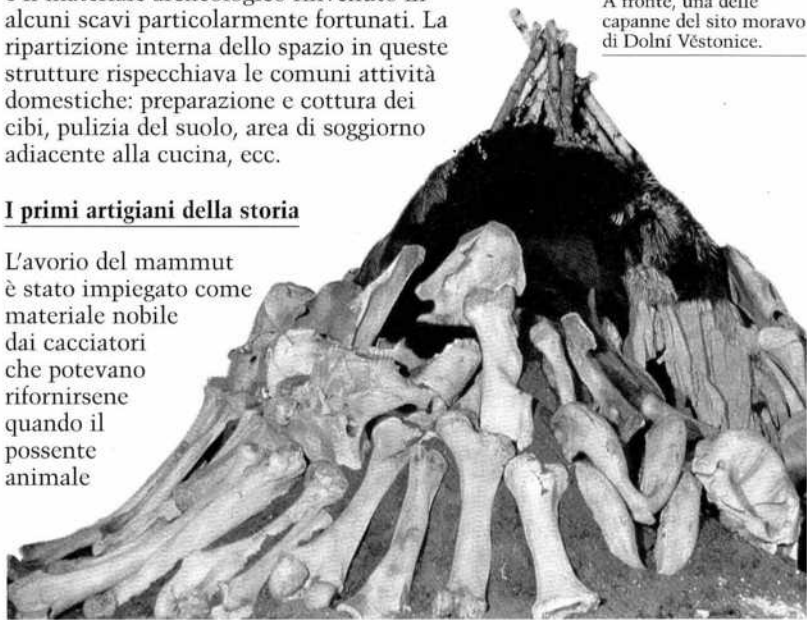 alcuni scavi particolarmente fortunati. La
ripartizione interna dello spazio in queste
strutture rispecchiava le comuni attività
domestiche: preparazione e cottura dei
cibi, pulizia del suolo, area di soggiorno
adiacente alla cucina, ecc.
A fronte, una delle
capanne del sito moravo
di Dolní Věstonice.
I primi artigiani della storia
L'avorio del mammut
è stato impiegato come
materiale nobile
dai cacciatori
che potevano
rifornirsene
quando il
possente
animale